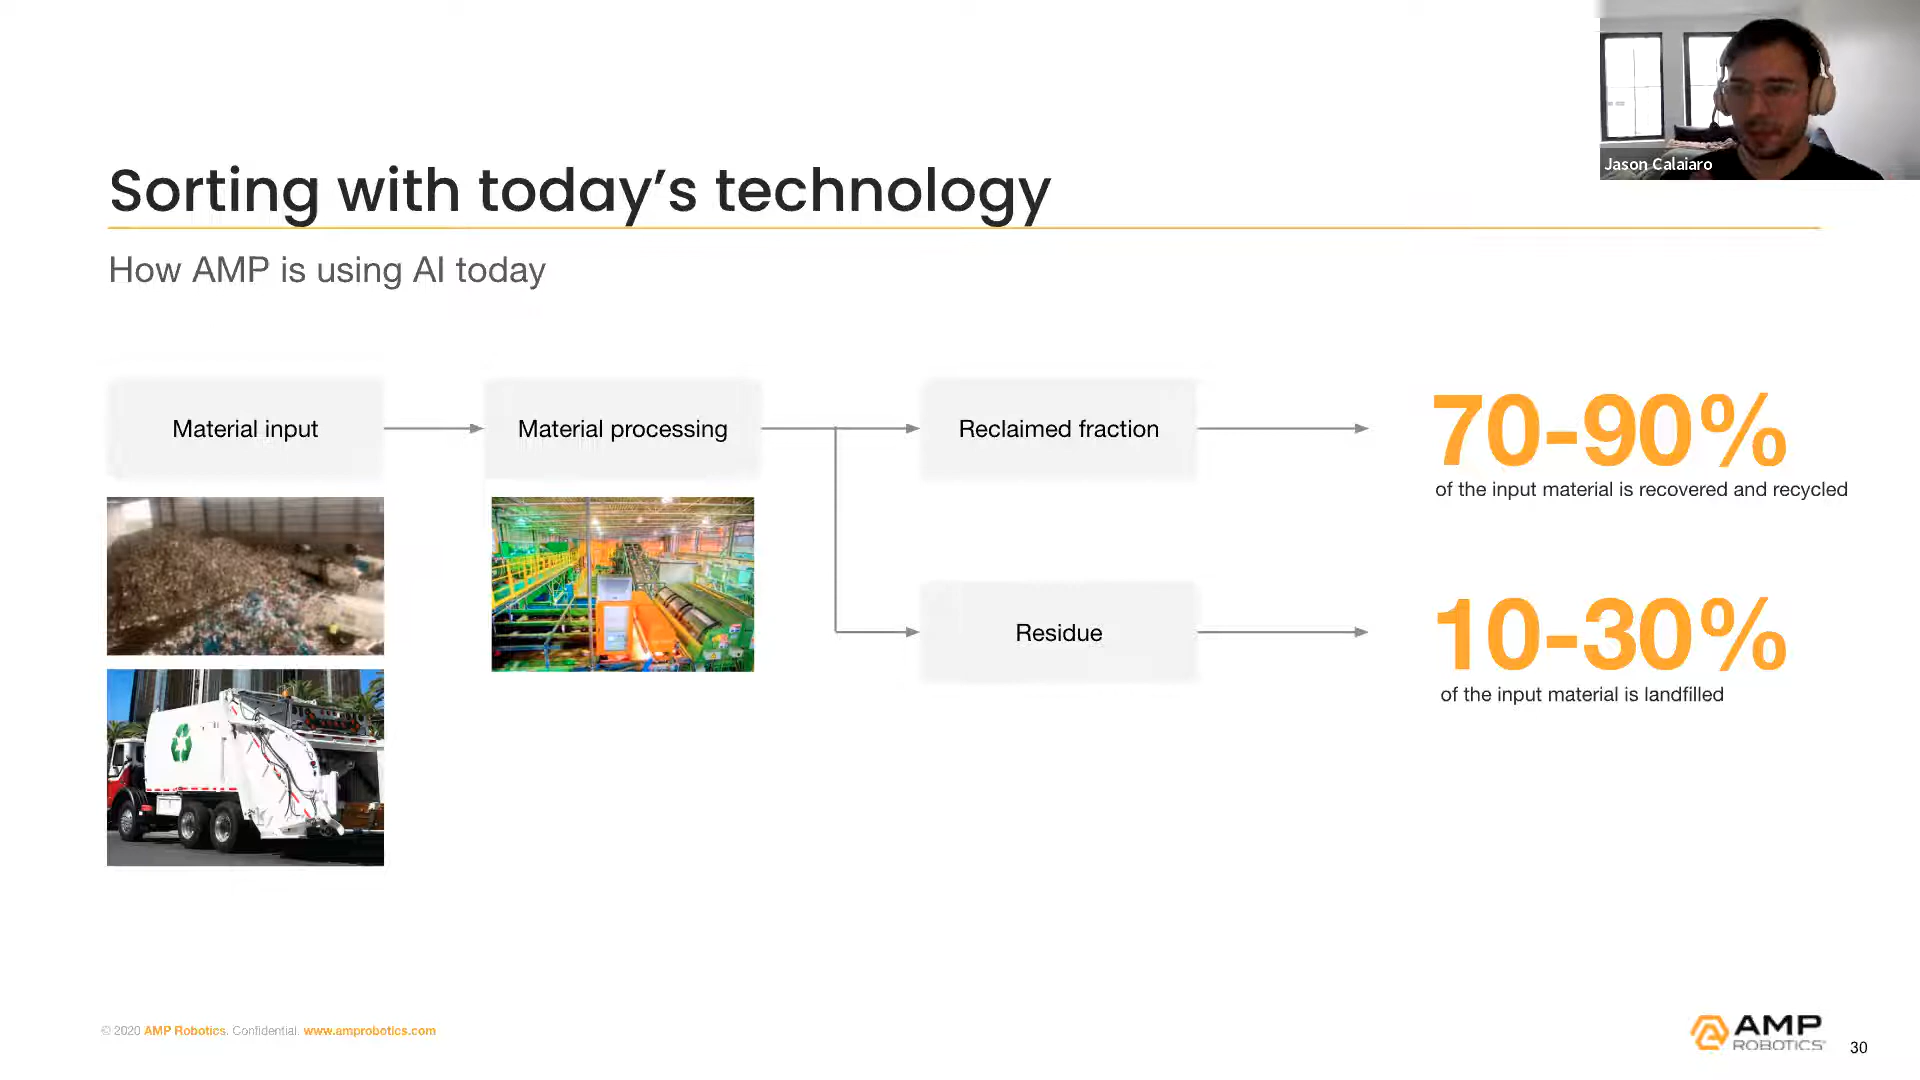 Jason Calaiaro
Sorting with today’s technology
How AMP is using AI today
Material input
Material processing
Reclaimed fraction
70-90%
of the input material is recovered and recycled
Residue
10-30%
of the input material is landfilled
© 2020 AMP Robotics. Confidential. www.amprobotics.com
AMP
ROBOTICS
30